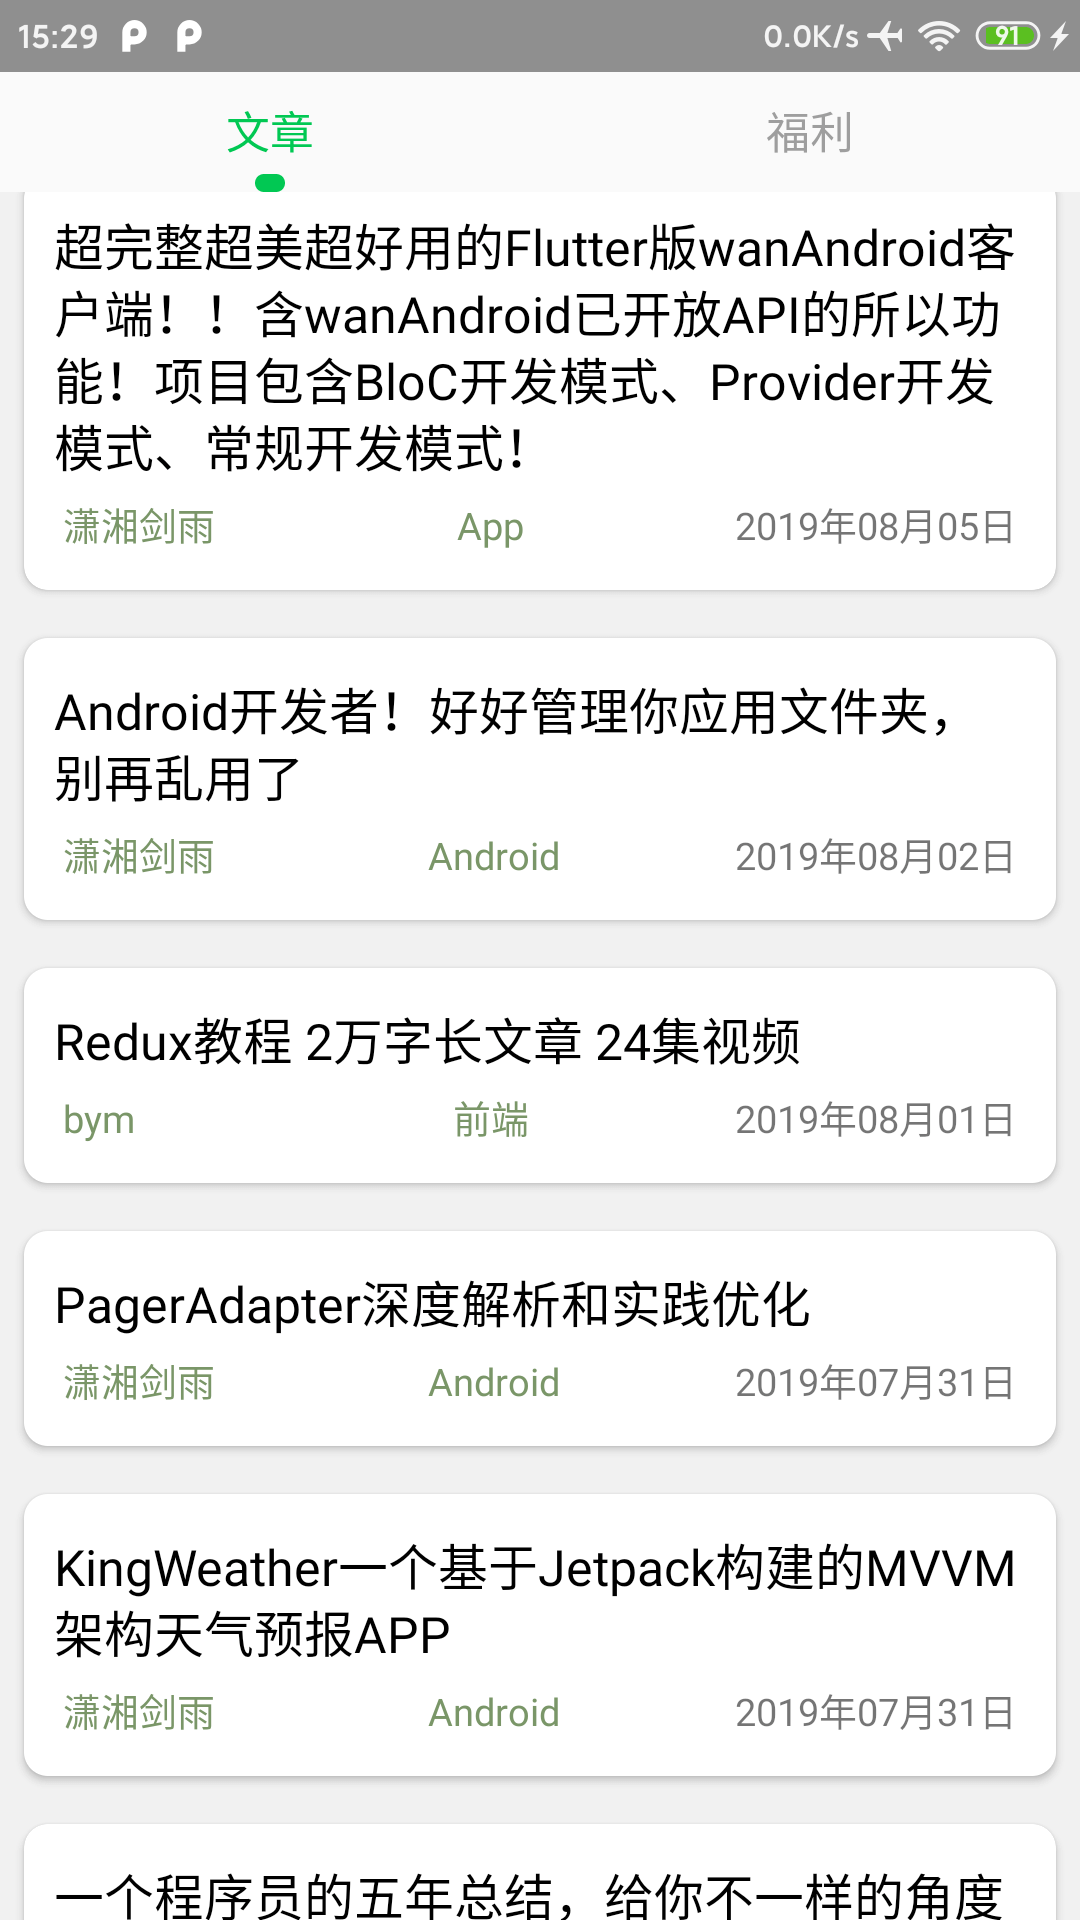 15:29 0.0K/s 91
文章 福利
超完整超美超好用的Flutter版wanAndroid客
户端！！含wanAndroid已开放API的所以功
能！项目包含BloC开发模式、Provider开发
模式、常规开发模式！
潇湘剑雨 App 2019年08月05日
Android开发者！好好管理你应用文件夹，
别再乱用了
潇湘剑雨 Android 2019年08月02日
Redux教程 2万字长文章 24集视频
bym 前端 2019年08月01日
PagerAdapter深度解析和实践优化
潇湘剑雨 Android 2019年07月31日
KingWeather一个基于Jetpack构建的MVVM
架构天气预报APP
潇湘剑雨 Android 2019年07月31日
一个程序员的五年总结，给你不一样的角度